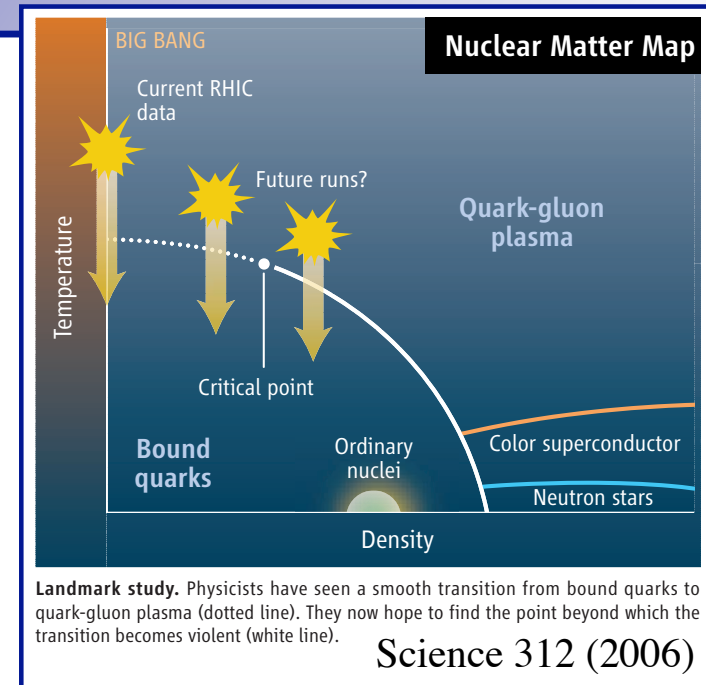 BIG BANG
Nuclear Matter Map
Current RHIC
data
Future runs?
Quark-gluon
plasma
Temperature
Critical point
Bound
quarks
Ordinary
nuclei
Color superconductor
Neutron stars
Density
Landmark study. Physicists have seen a smooth transition from bound quarks to
quark-gluon plasma (dotted line). They now hope to find the point beyond which the
transition becomes violent (white line).
Science 312 (2006)